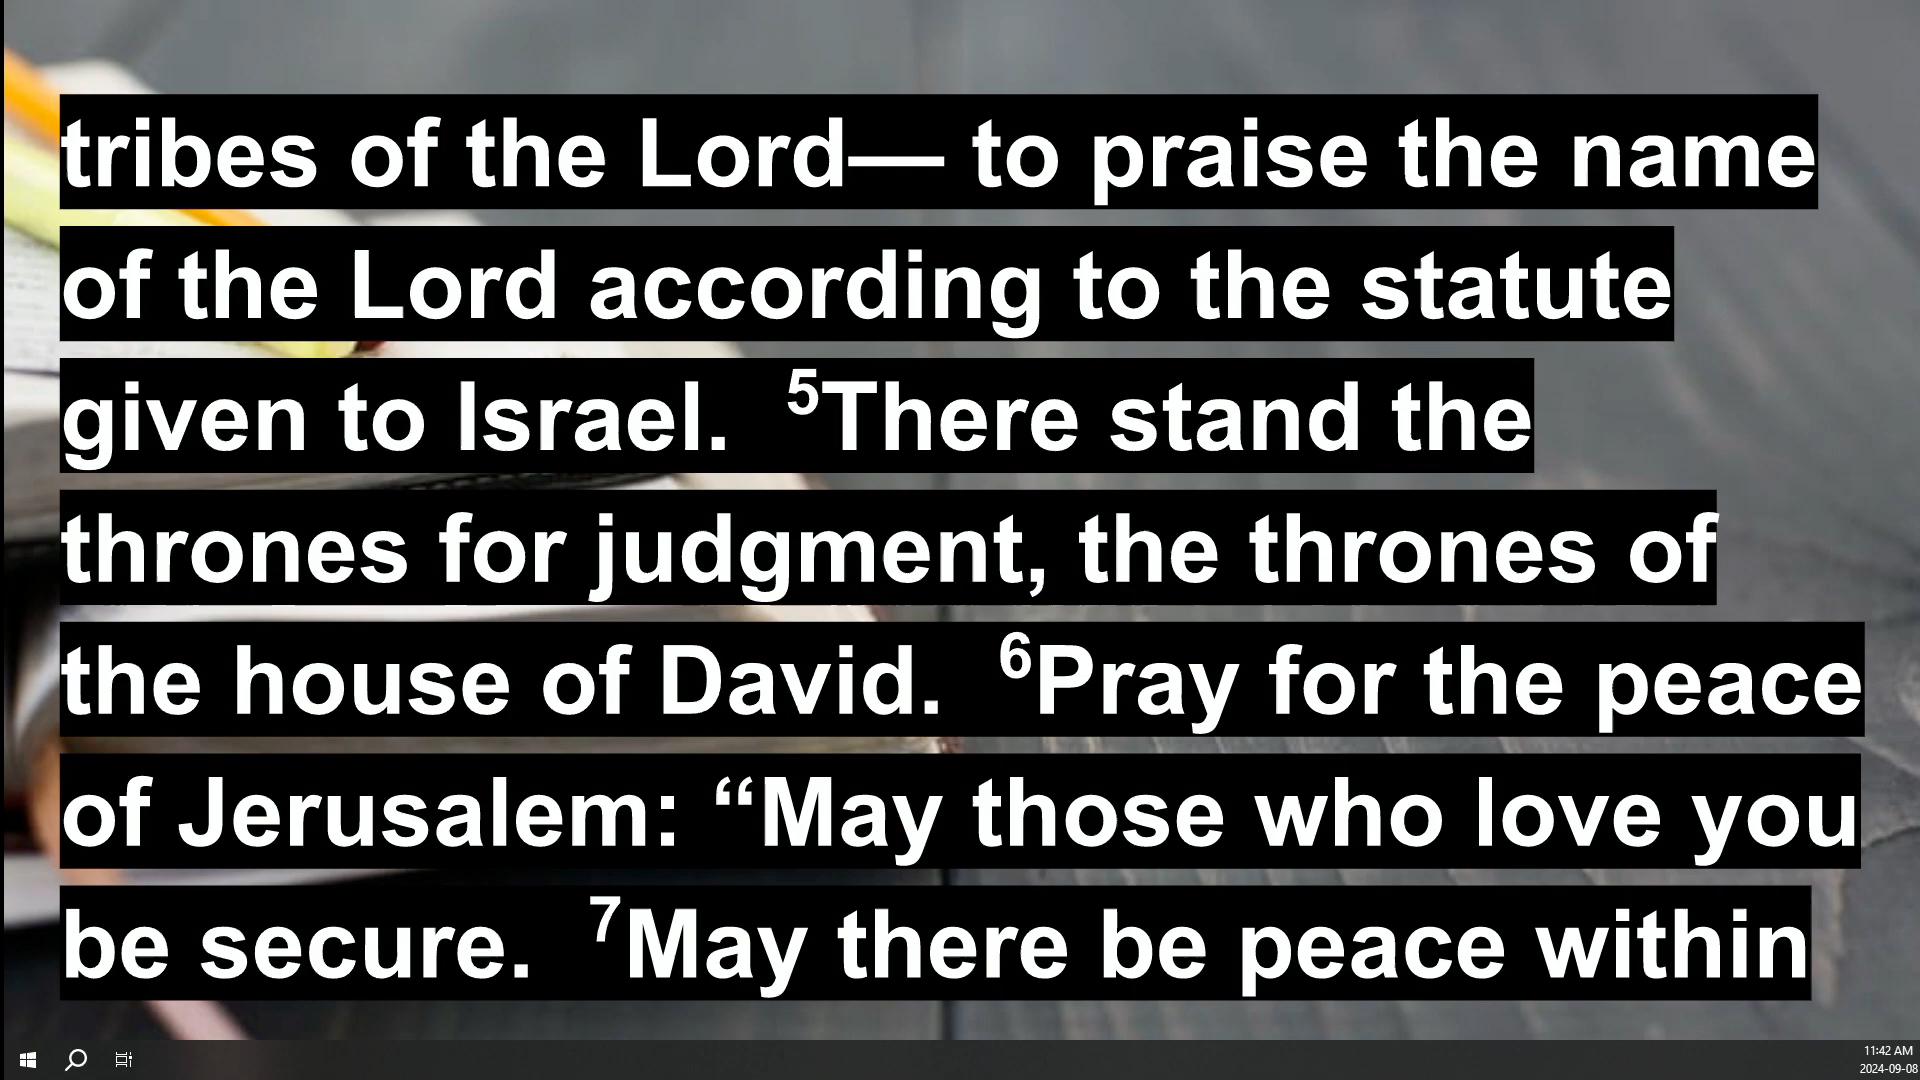 tribes of the Lord— to praise the name
of the Lord according to the statute
given to Israel.  ⁵There stand the
thrones for judgment, the thrones of
the house of David.  ⁶Pray for the peace
of Jerusalem: “May those who love you
be secure.  ⁷May there be peace within
11:42 AM
2024-09-08